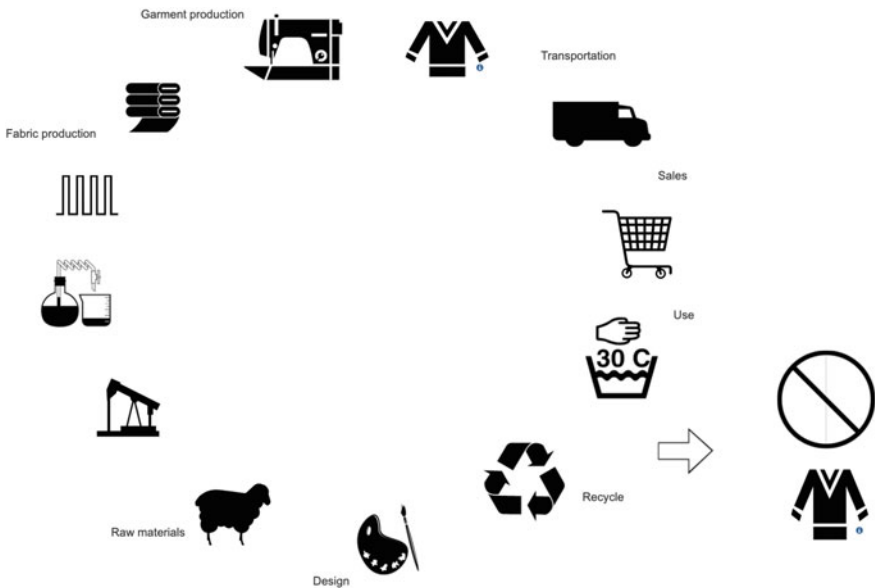 Garment production
Transportation
Fabric production
Sales
Use
30 C
Recycle
Raw materials
Design